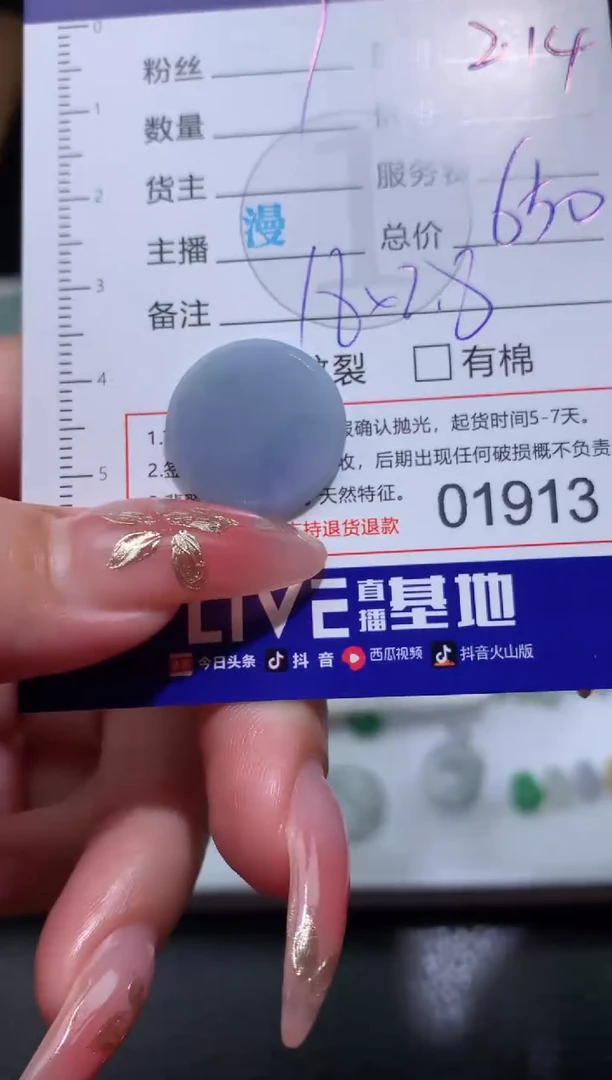 0
2.14
粉丝
1
数量
2
货主
服务费
漫
650
主播
总价
3
18×2.8
备注
4
纹裂 有棉
1.
确认抛光，起货时间5-7天。
2.
收，后期出现任何破损概不负责
5
天然特征。
01913
持退货退款
LIVE直播基地
今日头条 抖音 西瓜视频 抖音火山版